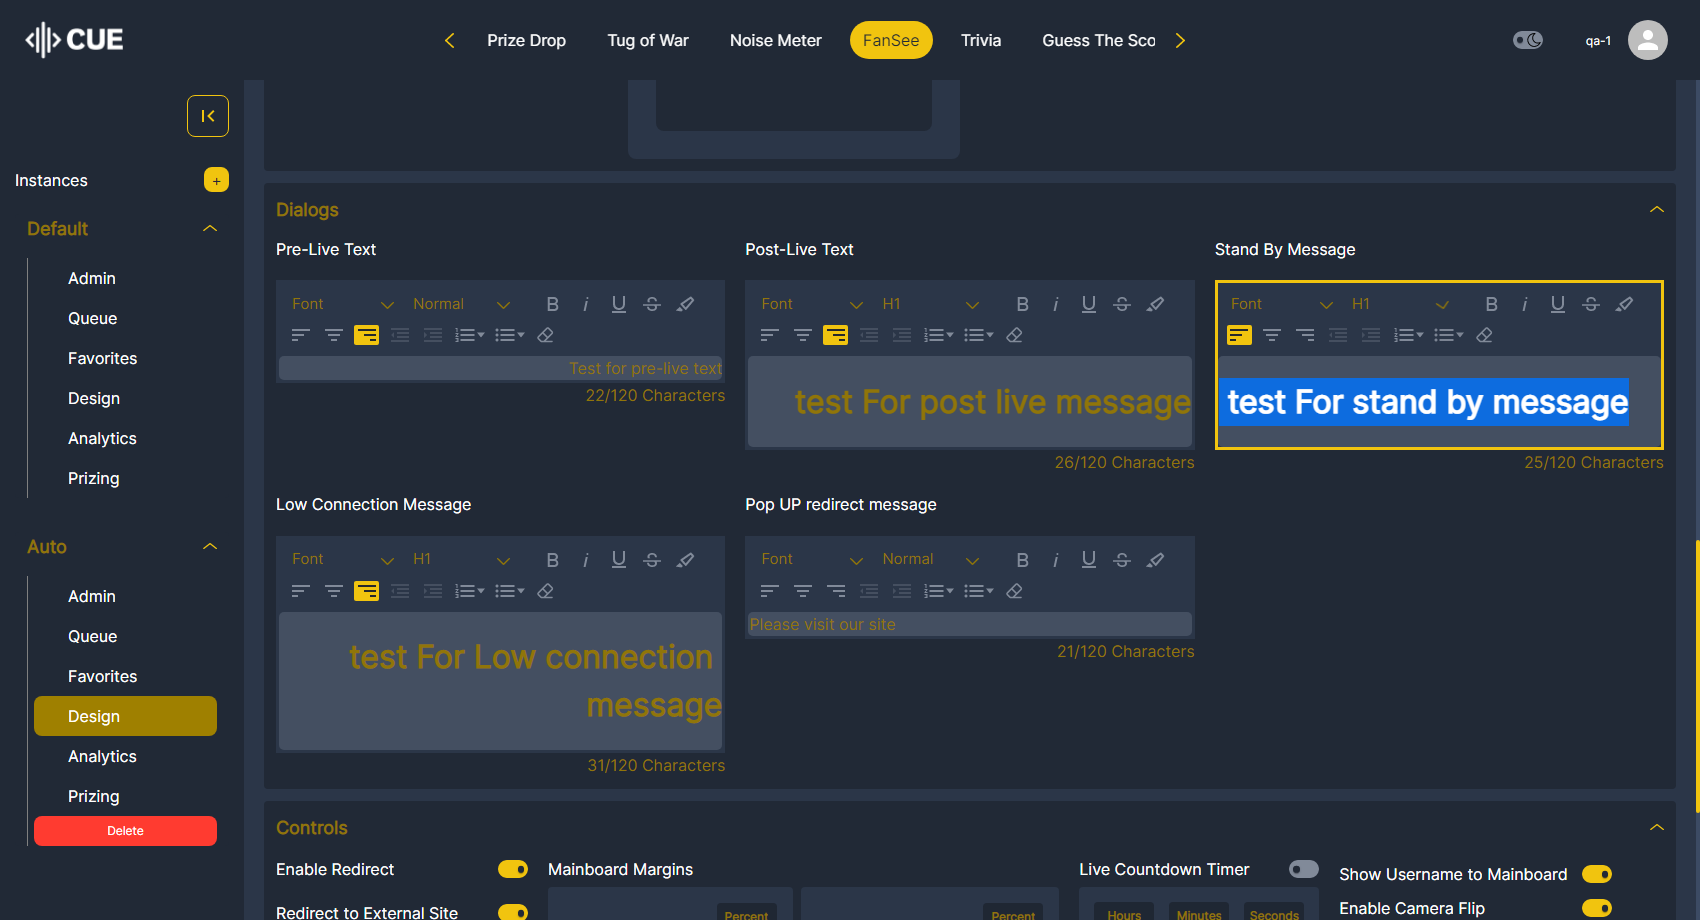 CUE
Prize Drop
Tug of War
Noise Meter
FanSee
Trivia
Guess The Sco
qa-1
Instances
+
Default
Admin
Queue
Favorites
Design
Analytics
Prizing
Auto
Admin
Queue
Favorites
Design
Analytics
Prizing
Delete
Dialogs
Pre-Live Text
Font Normal B i U S
Test for pre-live text
22/120 Characters
Post-Live Text
Font H1 B i U S
test For post live message
26/120 Characters
Stand By Message
Font H1 B i U S
test For stand by message
25/120 Characters
Low Connection Message
Font H1 B i U S
test For Low connection
message
31/120 Characters
Pop UP redirect message
Font Normal B i U S
Please visit our site
21/120 Characters
Controls
Enable Redirect
Redirect to External Site
Mainboard Margins
Percent
Percent
Live Countdown Timer
Hours
Minutes
Seconds
Show Username to Mainboard
Enable Camera Flip